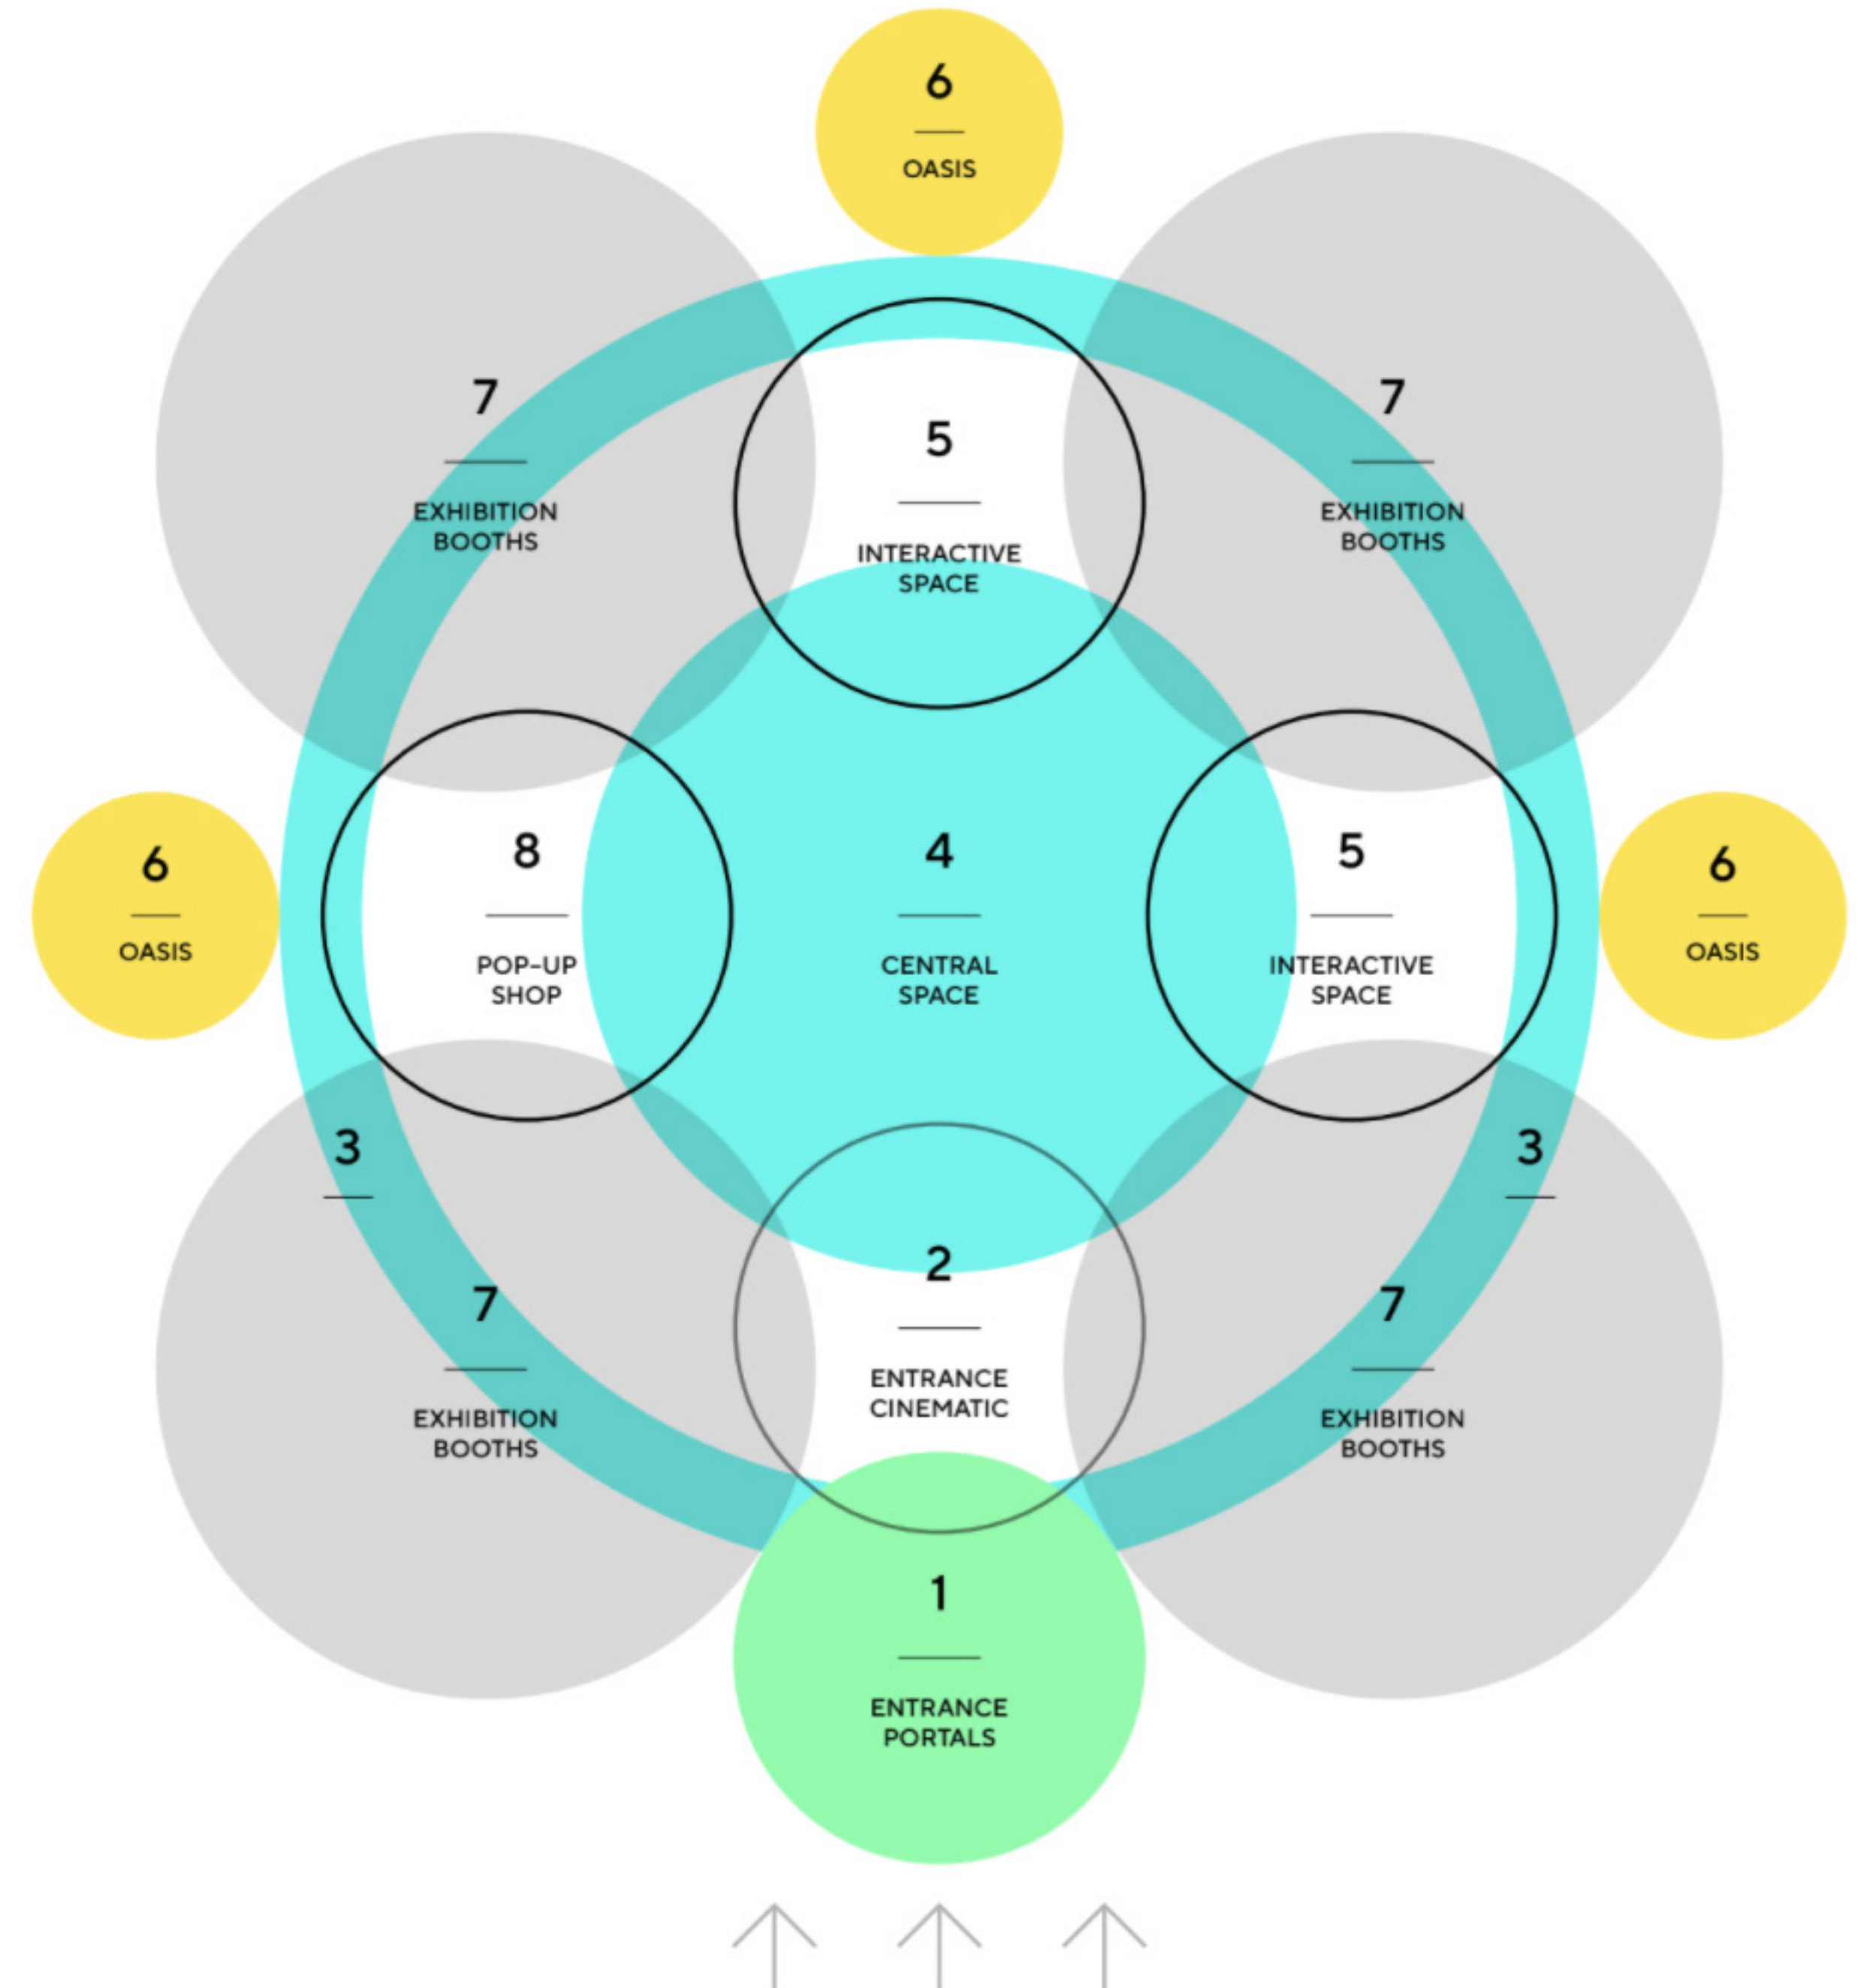 6
OASIS
7
EXHIBITION
BOOTHS
5
INTERACTIVE
SPACE
7
EXHIBITION
BOOTHS
6
OASIS
8
POP-UP
SHOP
4
CENTRAL
SPACE
5
INTERACTIVE
SPACE
6
OASIS
3
3
7
EXHIBITION
BOOTHS
2
ENTRANCE
CINEMATIC
7
EXHIBITION
BOOTHS
1
ENTRANCE
PORTALS